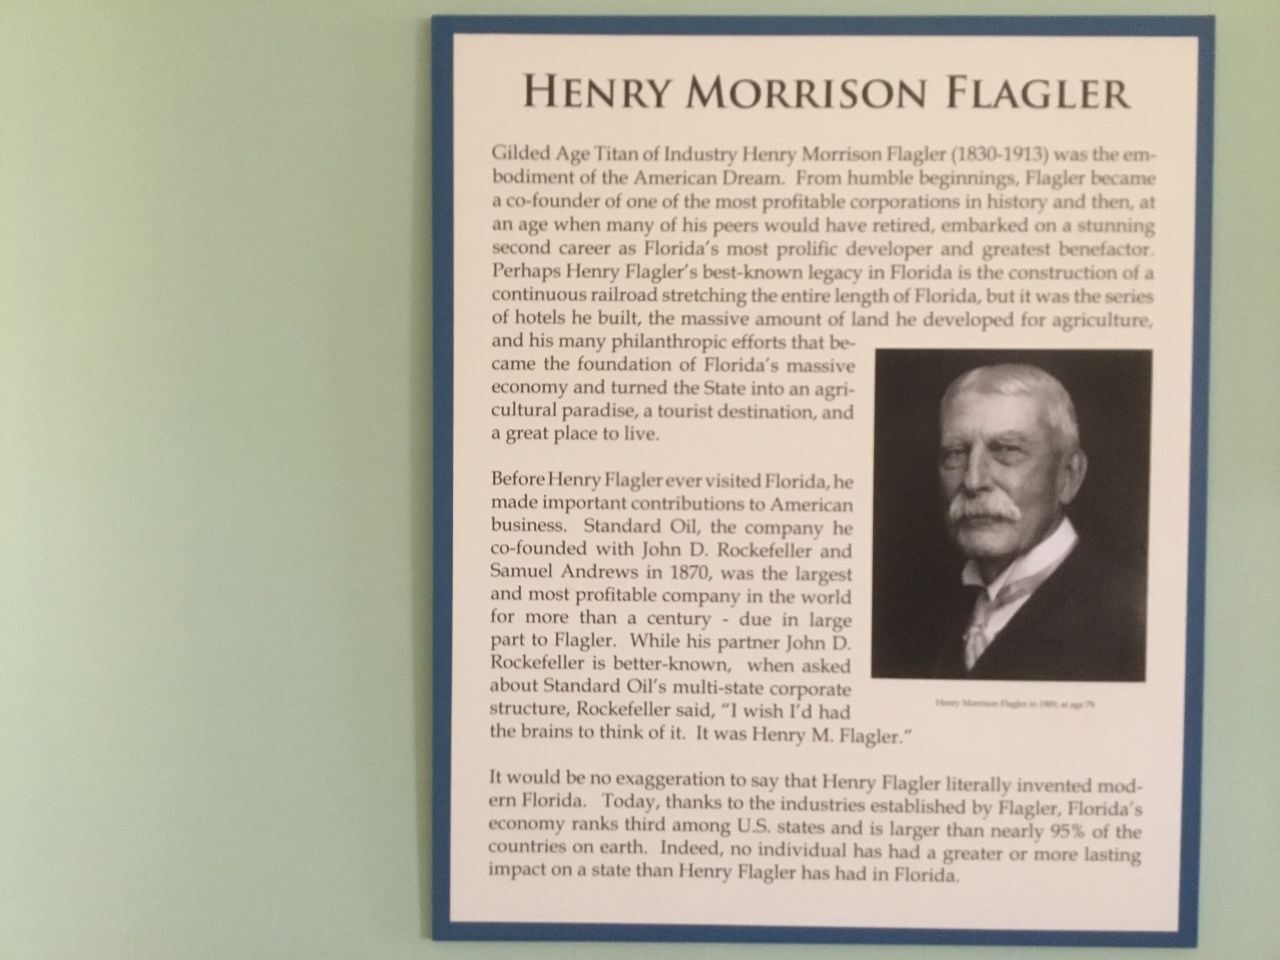 HENRY MORRISON FLAGLER
Gilded Age Titan of Industry Henry Morrison Flagler (1830-1913) was the em-
bodiment of the American Dream. From humble beginnings, Flagler became
a co-founder of one of the most profitable corporations in history and then, at
an age when many of his peers would have retired, embarked on a stunning
second career as Florida's most prolific developer and greatest benefactor.
Perhaps Henry Flagler's best-known legacy in Florida is the construction of a
continuous railroad stretching the entire length of Florida, but it was the series
of hotels he built, the massive amount of land he developed for agriculture,
and his many philanthropic efforts that be-
came the foundation of Florida's massive
economy and turned the State into an agri-
cultural paradise, a tourist destination, and
a great place to live.
Before Henry Flagler ever visited Florida, he
made important contributions to American
business. Standard Oil, the company he
co-founded with John D. Rockefeller and
Samuel Andrews in 1870, was the largest
and most profitable company in the world
for more than a century - due in large
part to Flagler. While his partner John D.
Rockefeller is better-known, when asked
about Standard Oil's multi-state corporate
structure, Rockefeller said, "I wish I'd had
the brains to think of it. It was Henry M. Flagler."
Henry Morrison Flagler in 1909, at age 79
It would be no exaggeration to say that Henry Flagler literally invented mod-
ern Florida. Today, thanks to the industries established by Flagler, Florida's
economy ranks third among U.S. states and is larger than nearly 95% of the
countries on earth. Indeed, no individual has had a greater or more lasting
impact on a state than Henry Flagler has had in Florida.